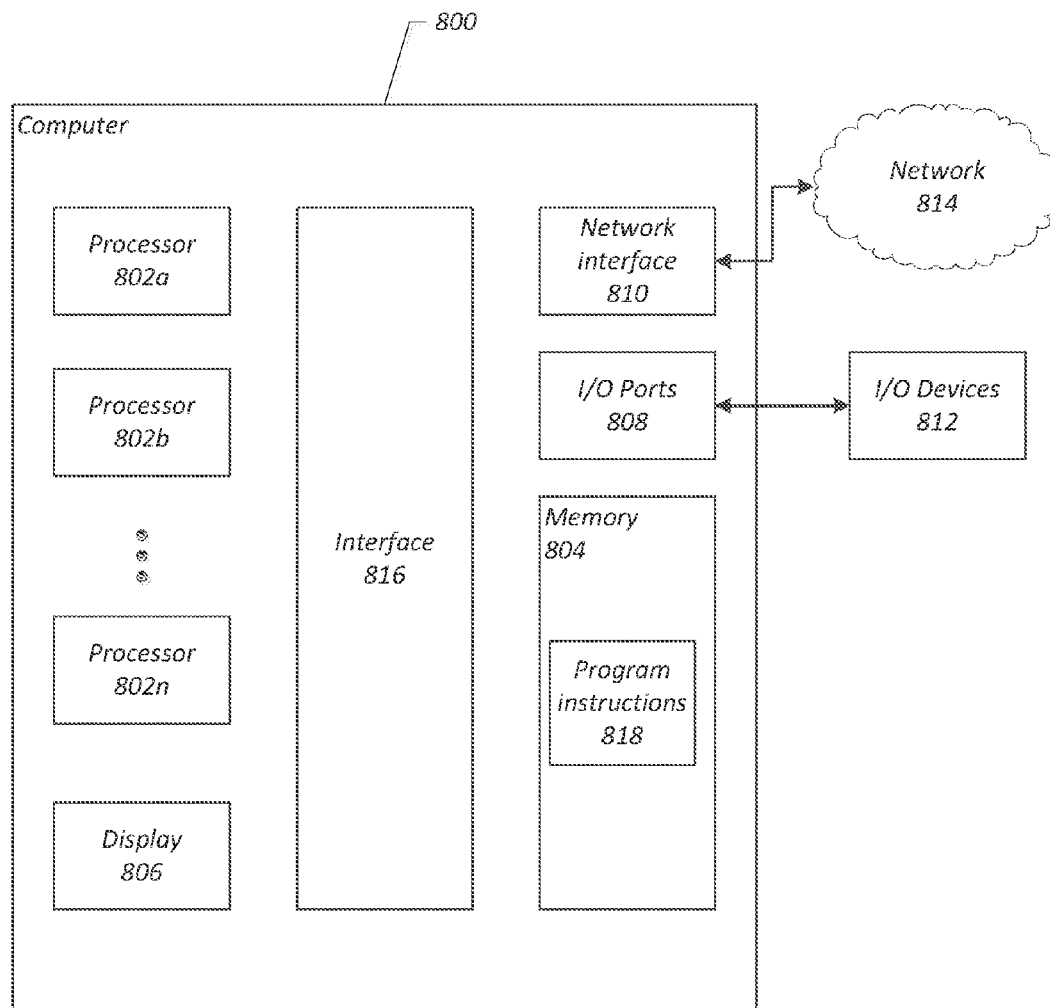 800
Computer
Processor
802a
Processor
802b
Processor
802n
Display
806
Interface
816
Network
interface
810
I/O Ports
808
Memory
804
Program
instructions
818
Network
814
I/O Devices
812